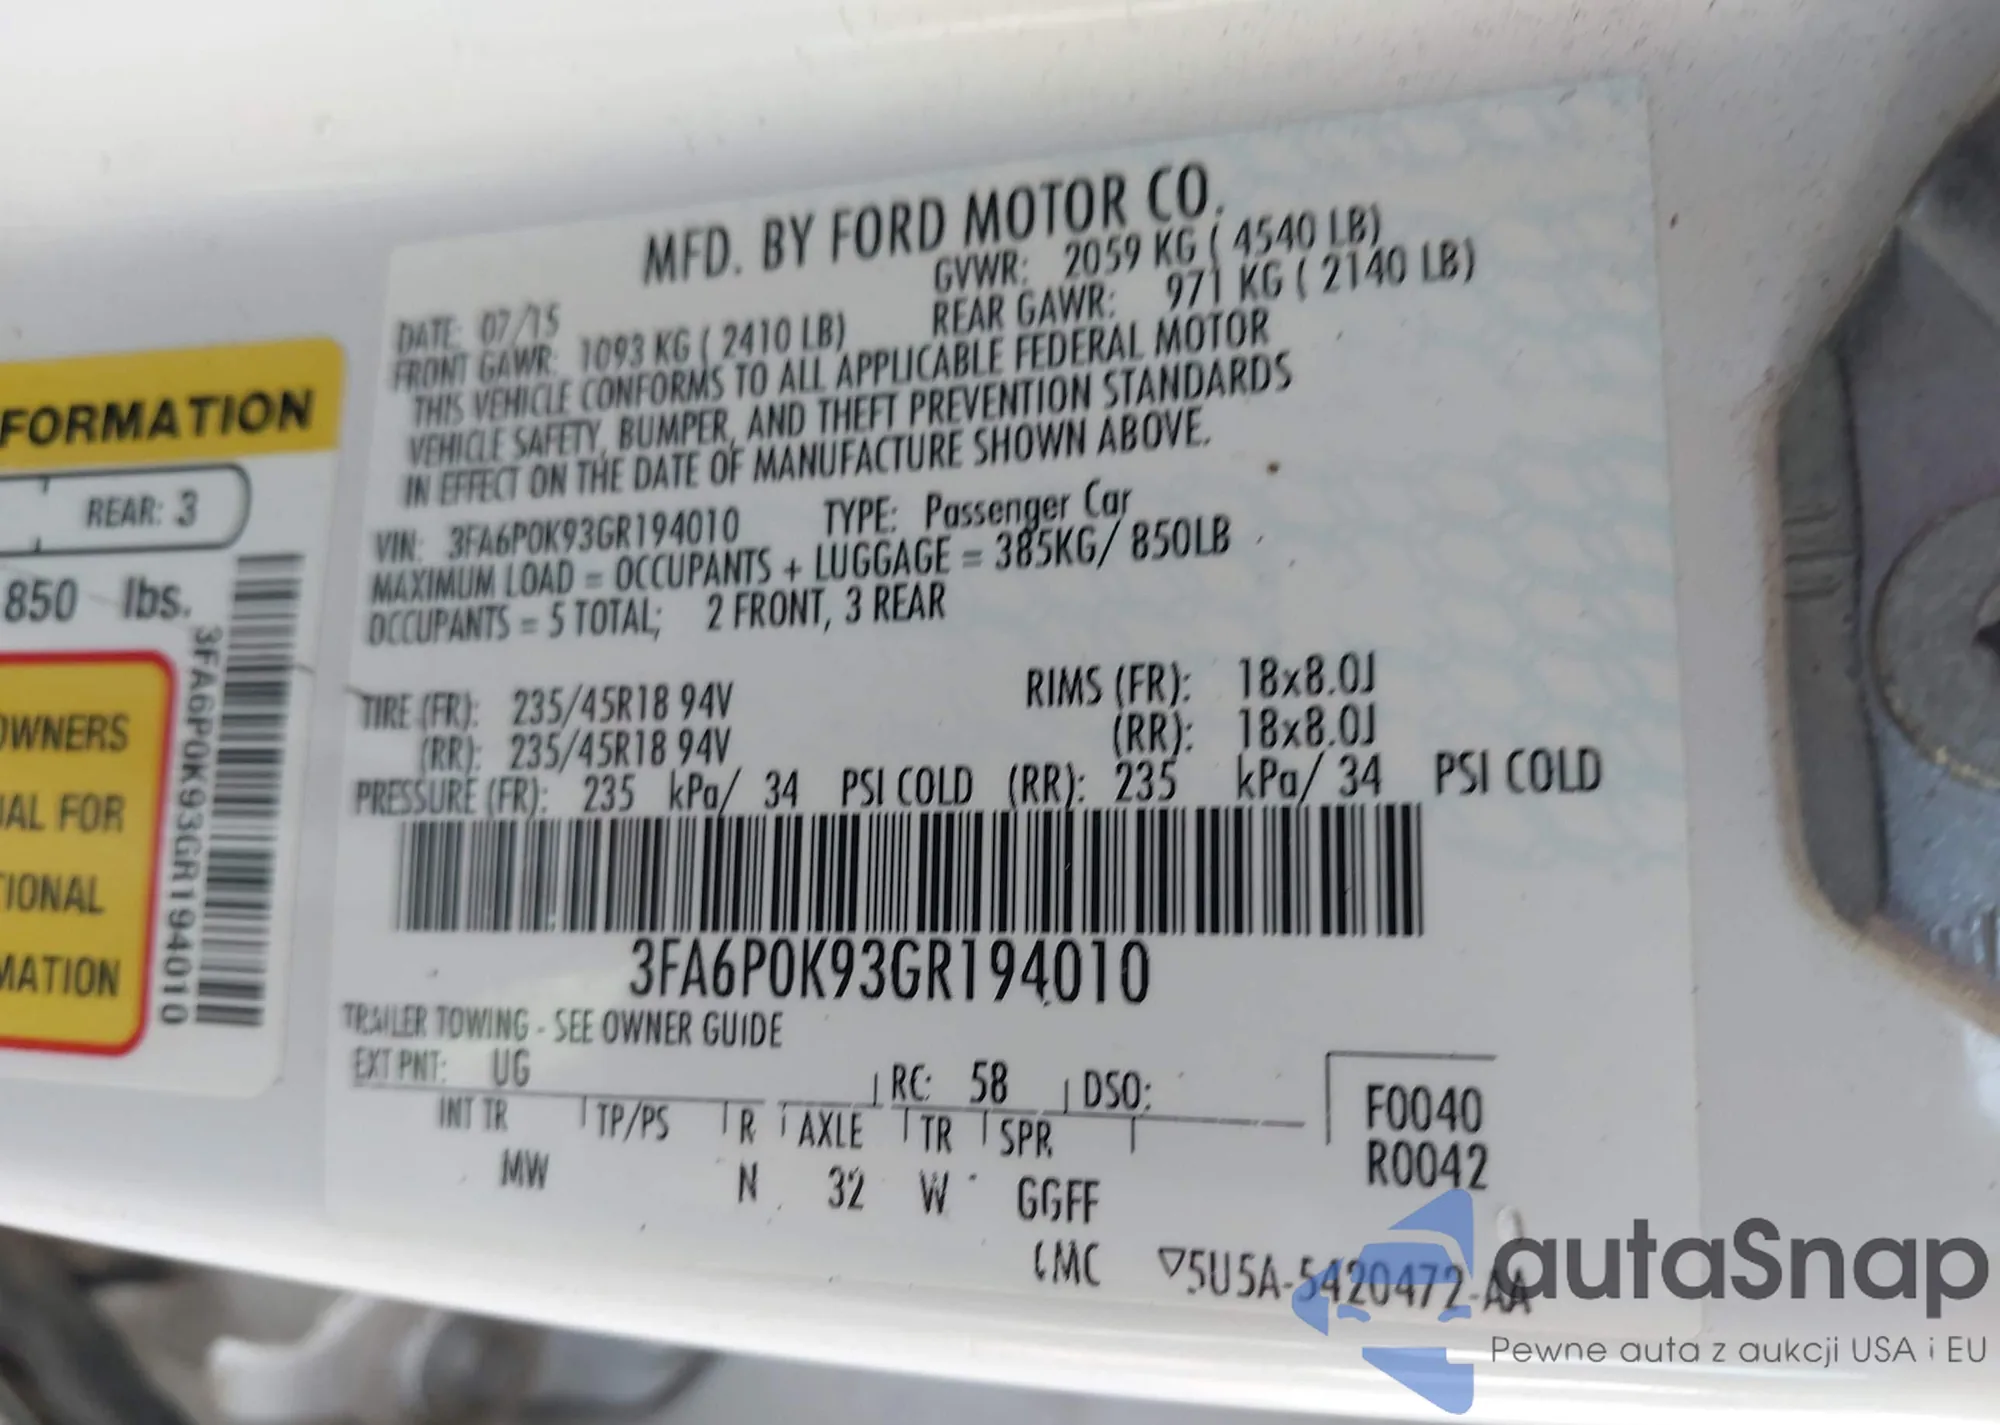 MFD. BY FORD MOTOR CO.
DATE: 07/15 GVWR: 2059 KG ( 4540 LB)
FRONT GAWR: 1093 KG ( 2410 LB) REAR GAWR: 971 KG ( 2140 LB)
THIS VEHICLE CONFORMS TO ALL APPLICABLE FEDERAL MOTOR
VEHICLE SAFETY, BUMPER, AND THEFT PREVENTION STANDARDS
IN EFFECT ON THE DATE OF MANUFACTURE SHOWN ABOVE.
VIN: 3FA6P0K93GR194010 TYPE: Passenger Car
MAXIMUM LOAD = OCCUPANTS + LUGGAGE = 385KG/ 850LB
OCCUPANTS = 5 TOTAL; 2 FRONT, 3 REAR
TIRE (FR): 235/45R18 94V RIMS (FR): 18x8.0J
(RR): 235/45R18 94V (RR): 18x8.0J
PRESSURE (FR): 235 kPa/ 34 PSI COLD (RR): 235 kPa/ 34 PSI COLD
3FA6P0K93GR194010
TRAILER TOWING - SEE OWNER GUIDE
EXT PNT: UG RC: 58 DSO:
INT TR TP/PS R AXLE TR SPR
MW N 32 W GGFF
F0040
R0042
5U5A-5420472-AA
FORMATION
REAR: 3
850 lbs.
OWNERS
AL FOR
IONAL
MATION
3FA6P0K93GR194010
autaSnap
Pewne auta z aukcji USA i EU